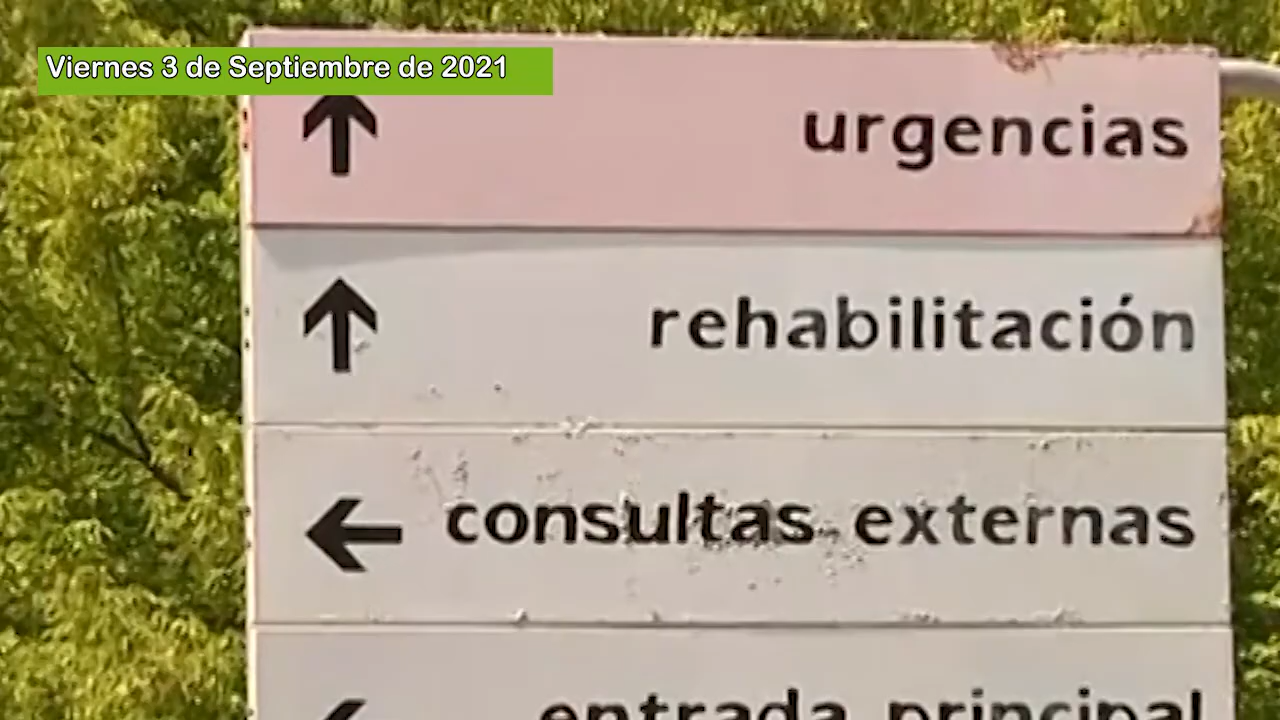 Viernes 3 de Septiembre de 2021
urgencias
rehabilitación
consultas externas
entrada principal